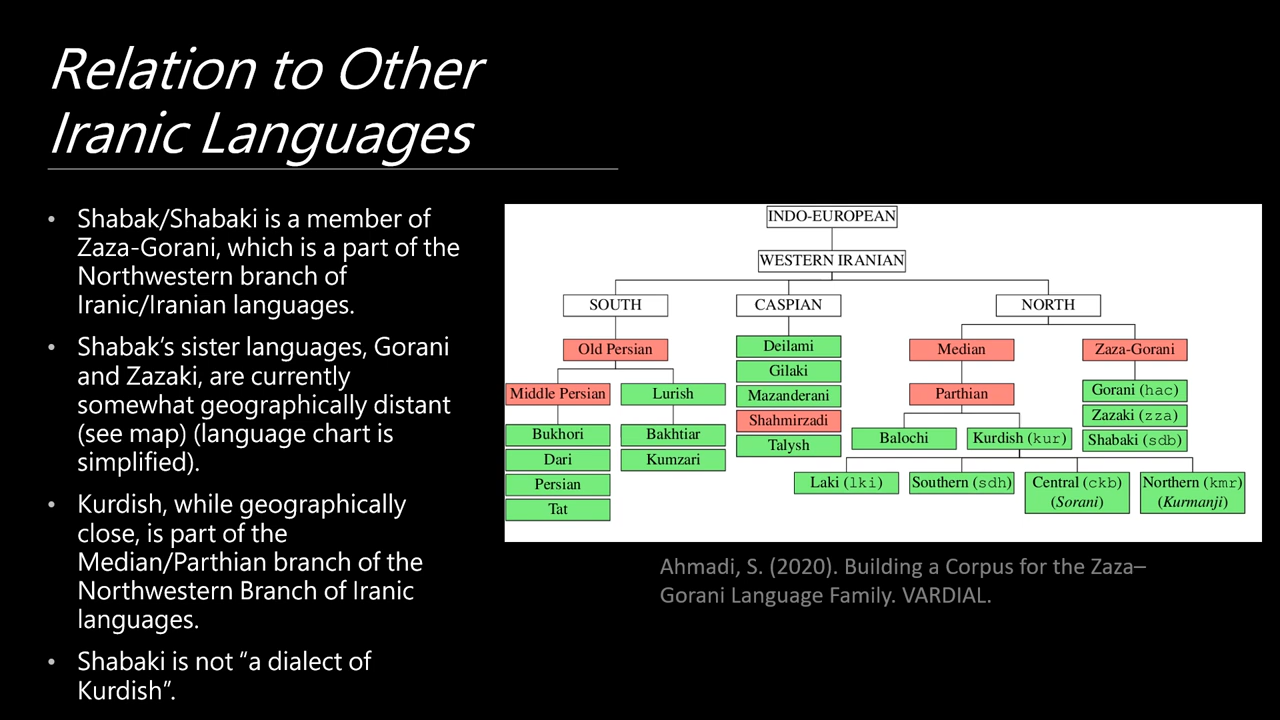 Relation to Other
Iranic Languages
• Shabak/Shabaki is a member of
Zaza-Gorani, which is a part of the
Northwestern branch of
Iranic/Iranian languages.
• Shabak’s sister languages, Gorani
and Zazaki, are currently
somewhat geographically distant
(see map) (language chart is
simplified).
• Kurdish, while geographically
close, is part of the
Median/Parthian branch of the
Northwestern Branch of Iranic
languages.
• Shabaki is not “a dialect of
Kurdish”.
INDO-EUROPEAN
WESTERN IRANIAN
SOUTH
CASPIAN
NORTH
Old Persian
Middle Persian
Lurish
Bukhori
Dari
Persian
Tat
Bakhtiar
Kumzari
Deilami
Gilaki
Mazanderani
Shahmirzadi
Talysh
Median
Parthian
Balochi
Kurdish (kur)
Laki (lki)
Southern (sdh)
Central (ckb)
(Sorani)
Northern (kmr)
(Kurmanji)
Zaza-Gorani
Gorani (hac)
Zazaki (zza)
Shabaki (sdb)
Ahmadi, S. (2020). Building a Corpus for the Zaza–
Gorani Language Family. VARDIAL.